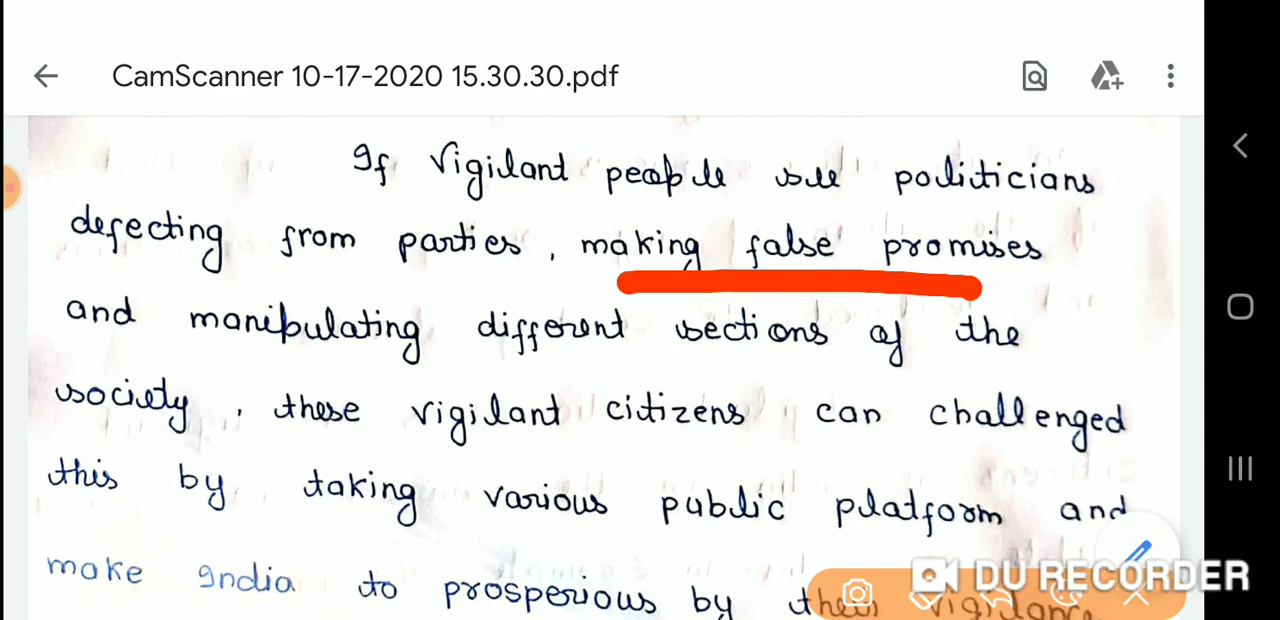 CamScanner 10-17-2020 15.30.30.pdf
If vigilant people see politicians
defecting from parties, making false promises
and manipulating different sections of the
society, these vigilant citizens can challenged
this by taking various public platform and
make India to prosperious by their vigilance
DU RECORDER